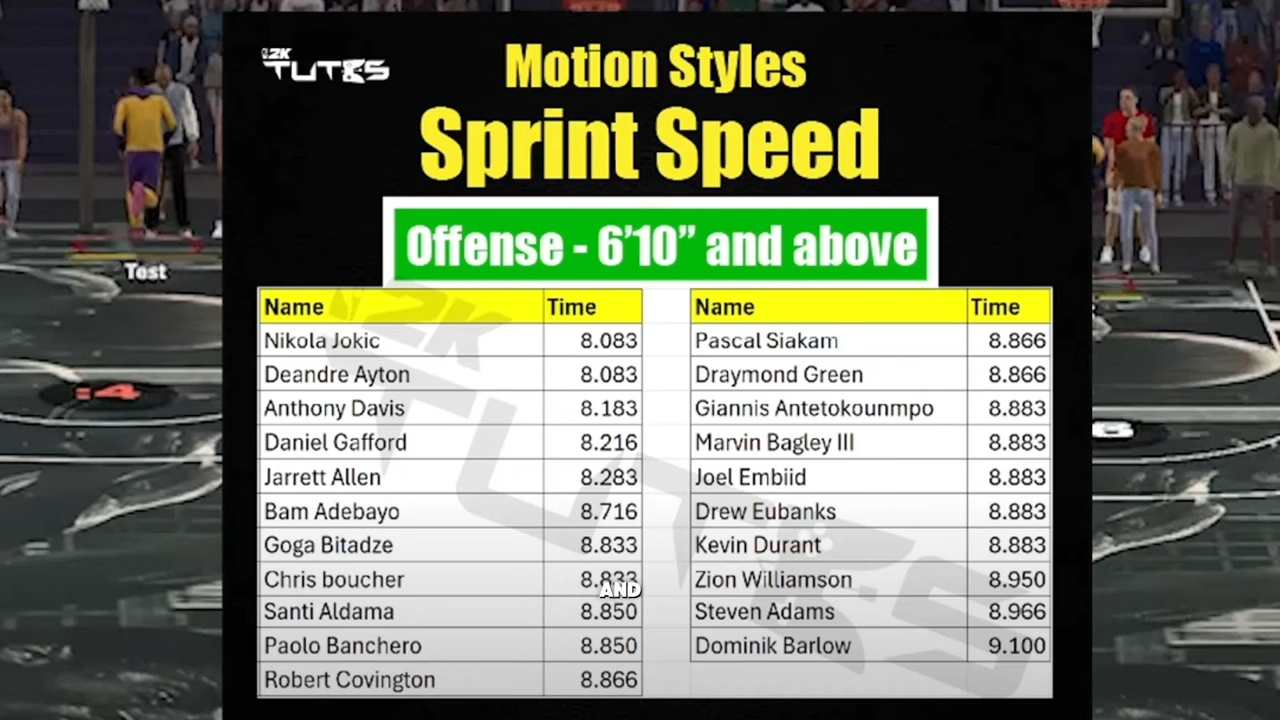 2K
TUTES
Motion Styles
Sprint Speed
Offense - 6’10” and above
Test
Name Time
Nikola Jokic 8.083
Deandre Ayton 8.083
Anthony Davis 8.183
Daniel Gafford 8.216
Jarrett Allen 8.283
Bam Adebayo 8.716
Goga Bitadze 8.833
Chris boucher
AND
Santi Aldama 8.850
Paolo Banchero 8.850
Robert Covington 8.866
Name Time
Pascal Siakam 8.866
Draymond Green 8.866
Giannis Antetokounmpo 8.883
Marvin Bagley III 8.883
Joel Embiid 8.883
Drew Eubanks 8.883
Kevin Durant 8.883
Zion Williamson 8.950
Steven Adams 8.966
Dominik Barlow 9.100
2K
TUTES